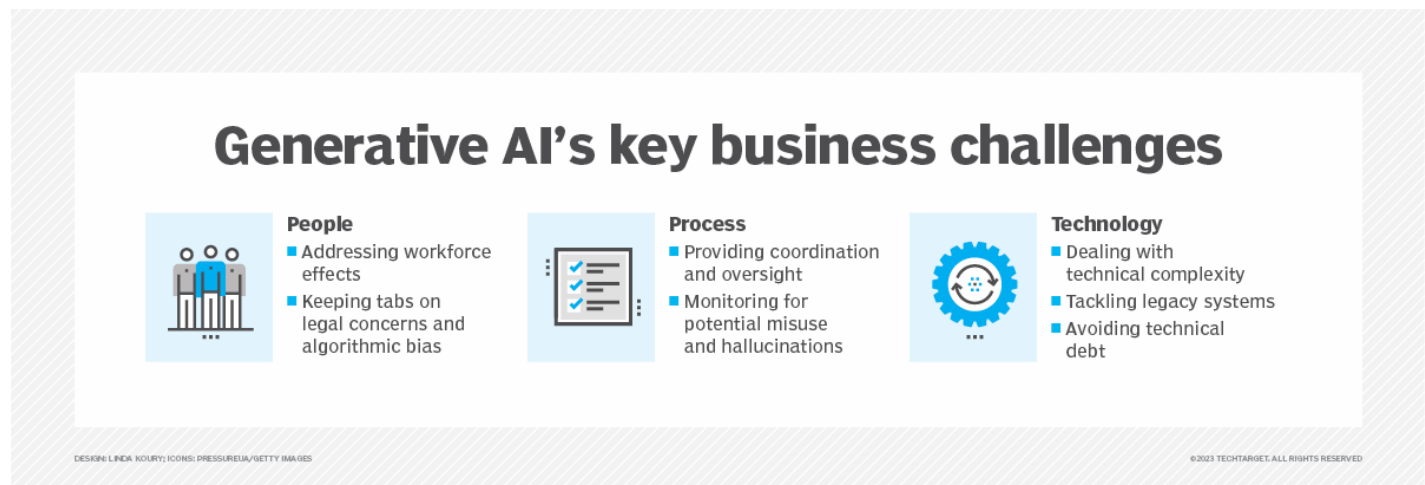 Generative AI's key business challenges
People
Addressing workforce
effects
Keeping tabs on
legal concerns and
algorithmic bias
Process
Providing coordination
and oversight
Monitoring for
potential misuse
and hallucinations
Technology
Dealing with
technical complexity
Tackling legacy systems
Avoiding technical
debt
DESIGN: LINDA KOURY; ICONS: PRESSUREUA/GETTY IMAGES
©2023 TECHTARGET. ALL RIGHTS RESERVED